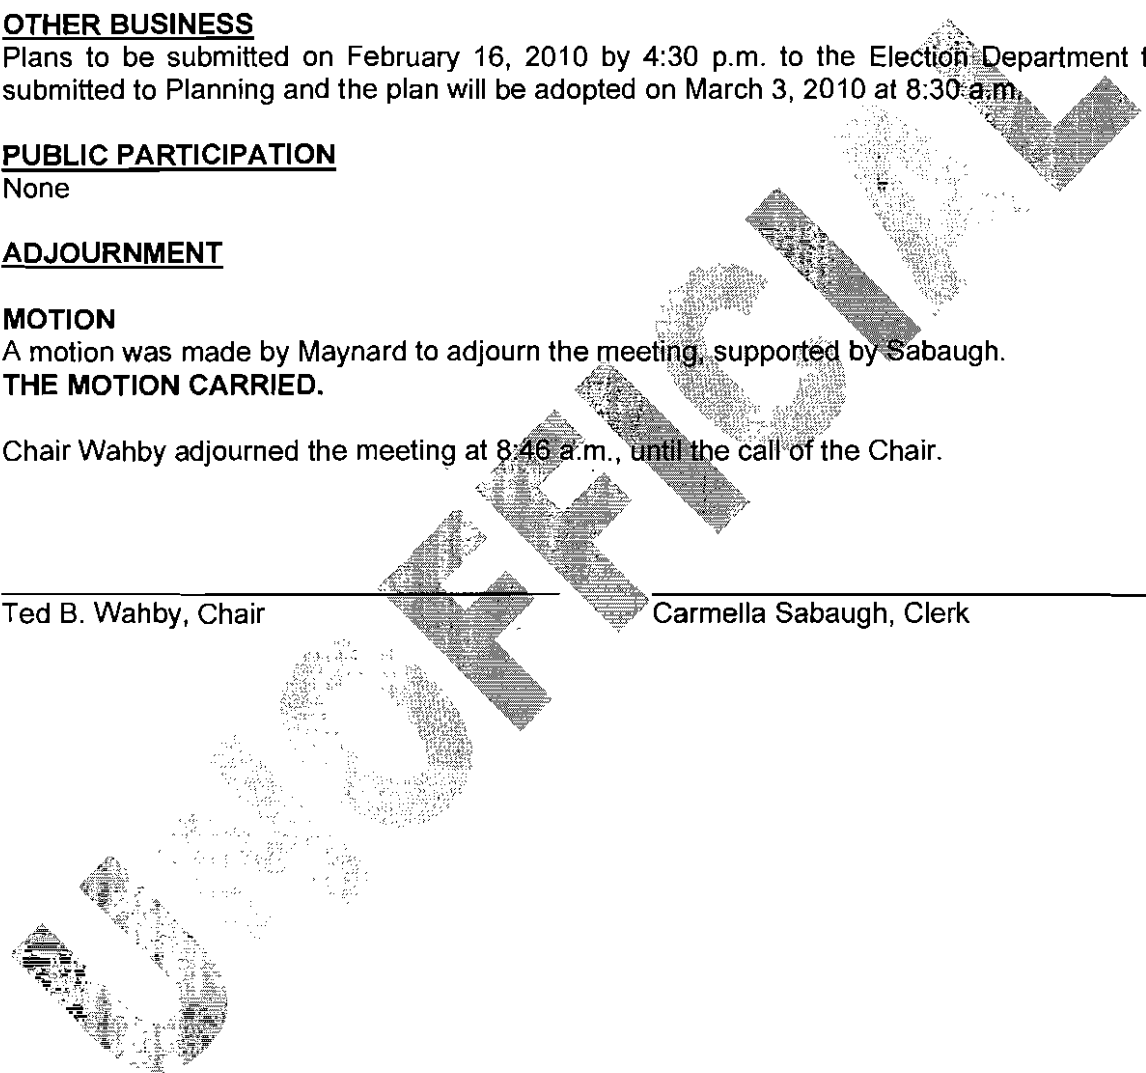 OTHER BUSINESS
Plans to be submitted on February 16, 2010 by 4:30 p.m. to the Election Department
submitted to Planning and the plan will be adopted on March 3, 2010 at 8:30 a.m.
PUBLIC PARTICIPATION
None
ADJOURNMENT
MOTION
A motion was made by Maynard to adjourn the meeting, supported by Sabaugh.
THE MOTION CARRIED.
Chair Wahby adjourned the meeting at 8:46 a.m., until the call of the Chair.
Ted B. Wahby, Chair Carmella Sabaugh, Clerk
UNOFFICIAL